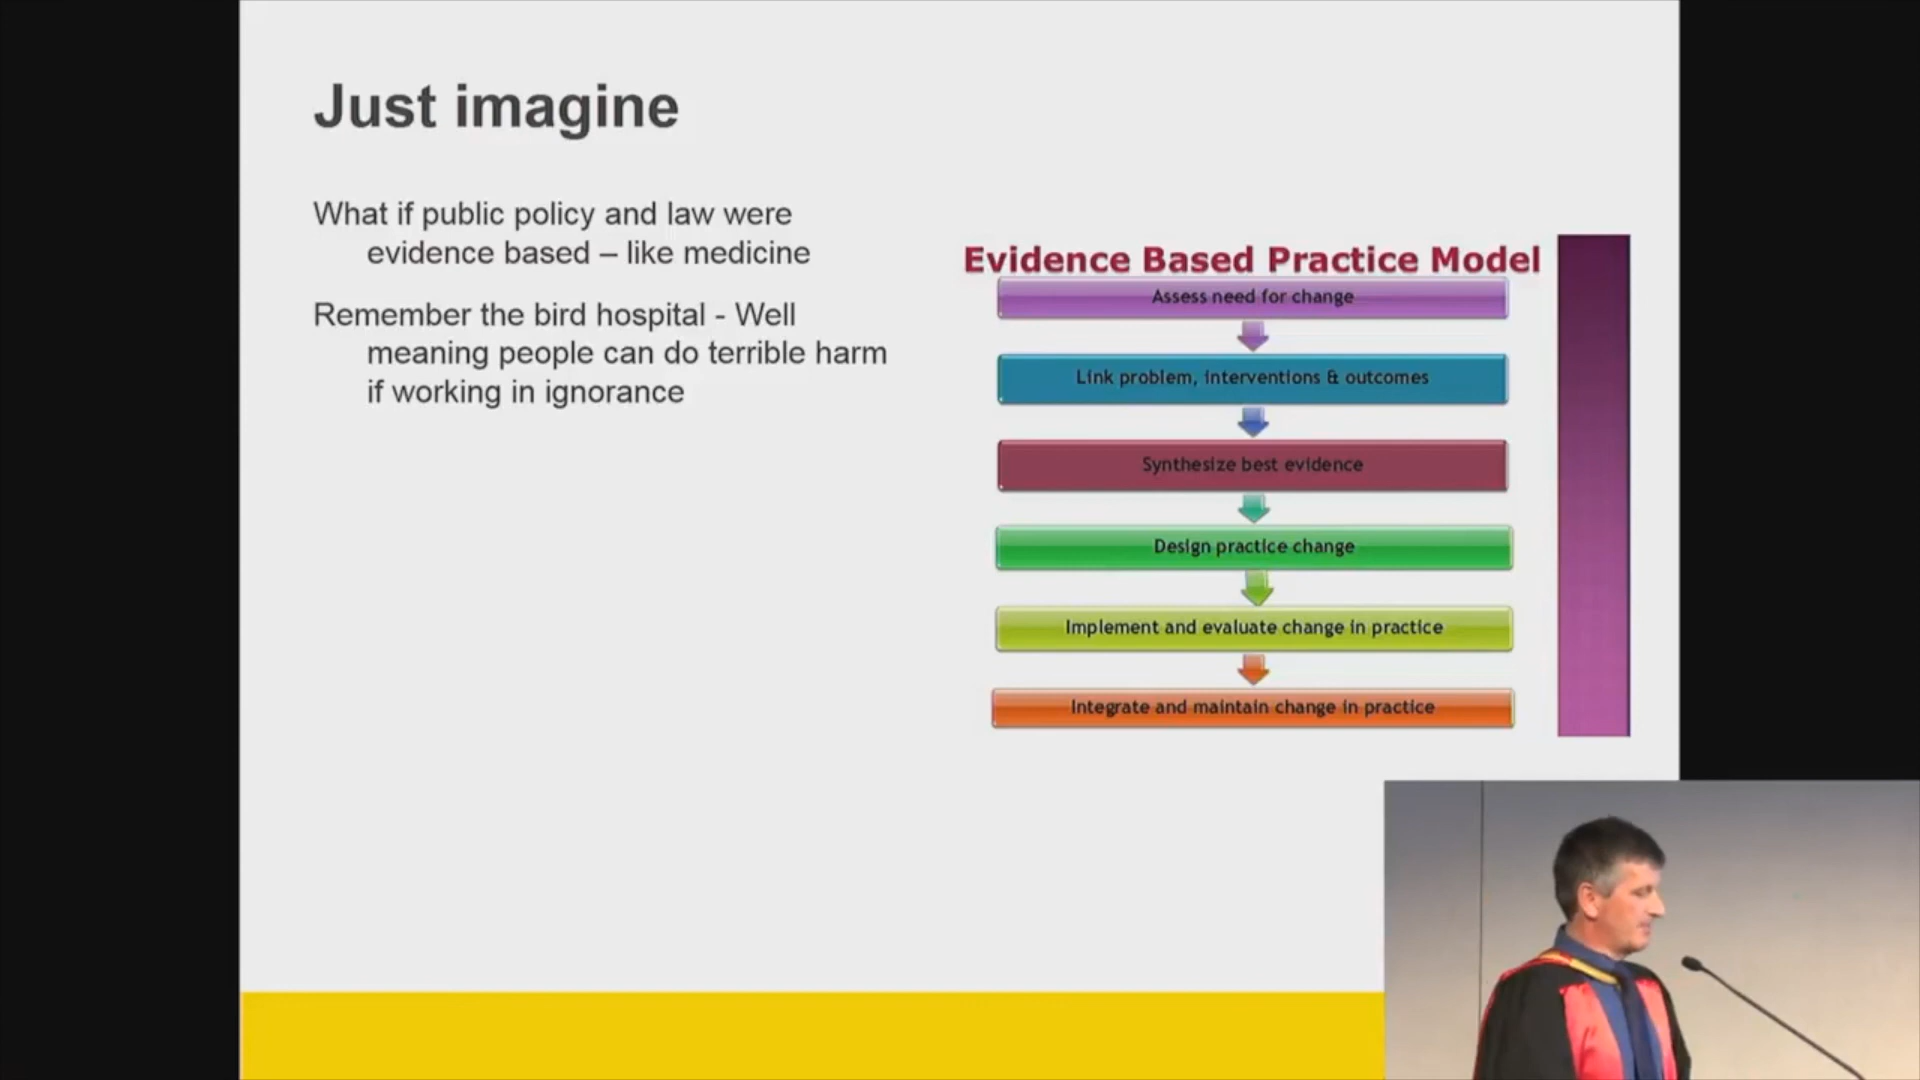 Just imagine
What if public policy and law were
evidence based – like medicine
Remember the bird hospital - Well
meaning people can do terrible harm
if working in ignorance
Evidence Based Practice Model
Assess need for change
Link problem, interventions & outcomes
Synthesize best evidence
Design practice change
Implement and evaluate change in practice
Integrate and maintain change in practice